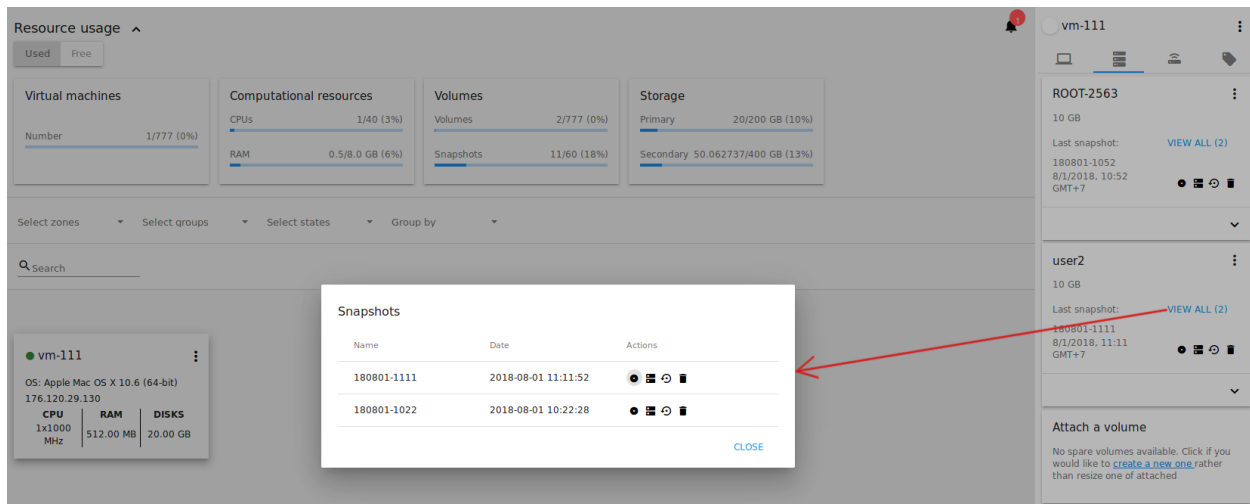 Resource usage
1
Used Free
Virtual machines
Number 1/777 (0%)
Computational resources
CPUs 1/40 (3%)
RAM 0.5/8.0 GB (6%)
Volumes
Volumes 2/777 (0%)
Snapshots 11/60 (18%)
Storage
Primary 20/200 GB (10%)
Secondary 50.062737/400 GB (13%)
Select zones Select groups Select states Group by
Search
vm-111
OS: Apple Mac OS X 10.6 (64-bit)
176.120.29.130
CPU RAM DISKS
1x1000 MHz 512.00 MB 20.00 GB
Snapshots
Name Date Actions
180801-1111 2018-08-01 11:11:52
180801-1022 2018-08-01 10:22:28
CLOSE
vm-111
ROOT-2563
10 GB
Last snapshot: VIEW ALL (2)
180801-1052
8/1/2018, 10:52
GMT+7
user2
10 GB
Last snapshot: VIEW ALL (2)
180801-1111
8/1/2018, 11:11
GMT+7
Attach a volume
No spare volumes available. Click if you
would like to create a new one rather
than resize one of attached